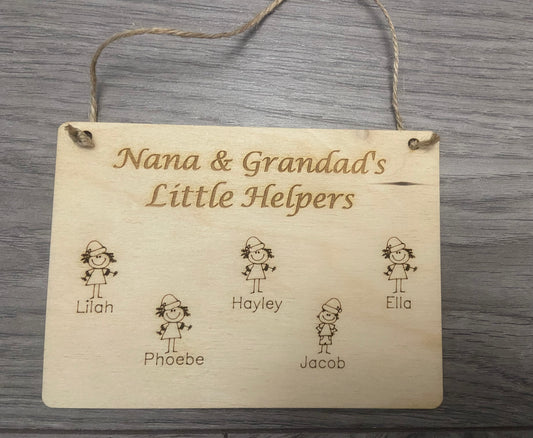 Nana & Grandad's
Little Helpers
Lilah
Hayley
Ella
Phoebe
Jacob